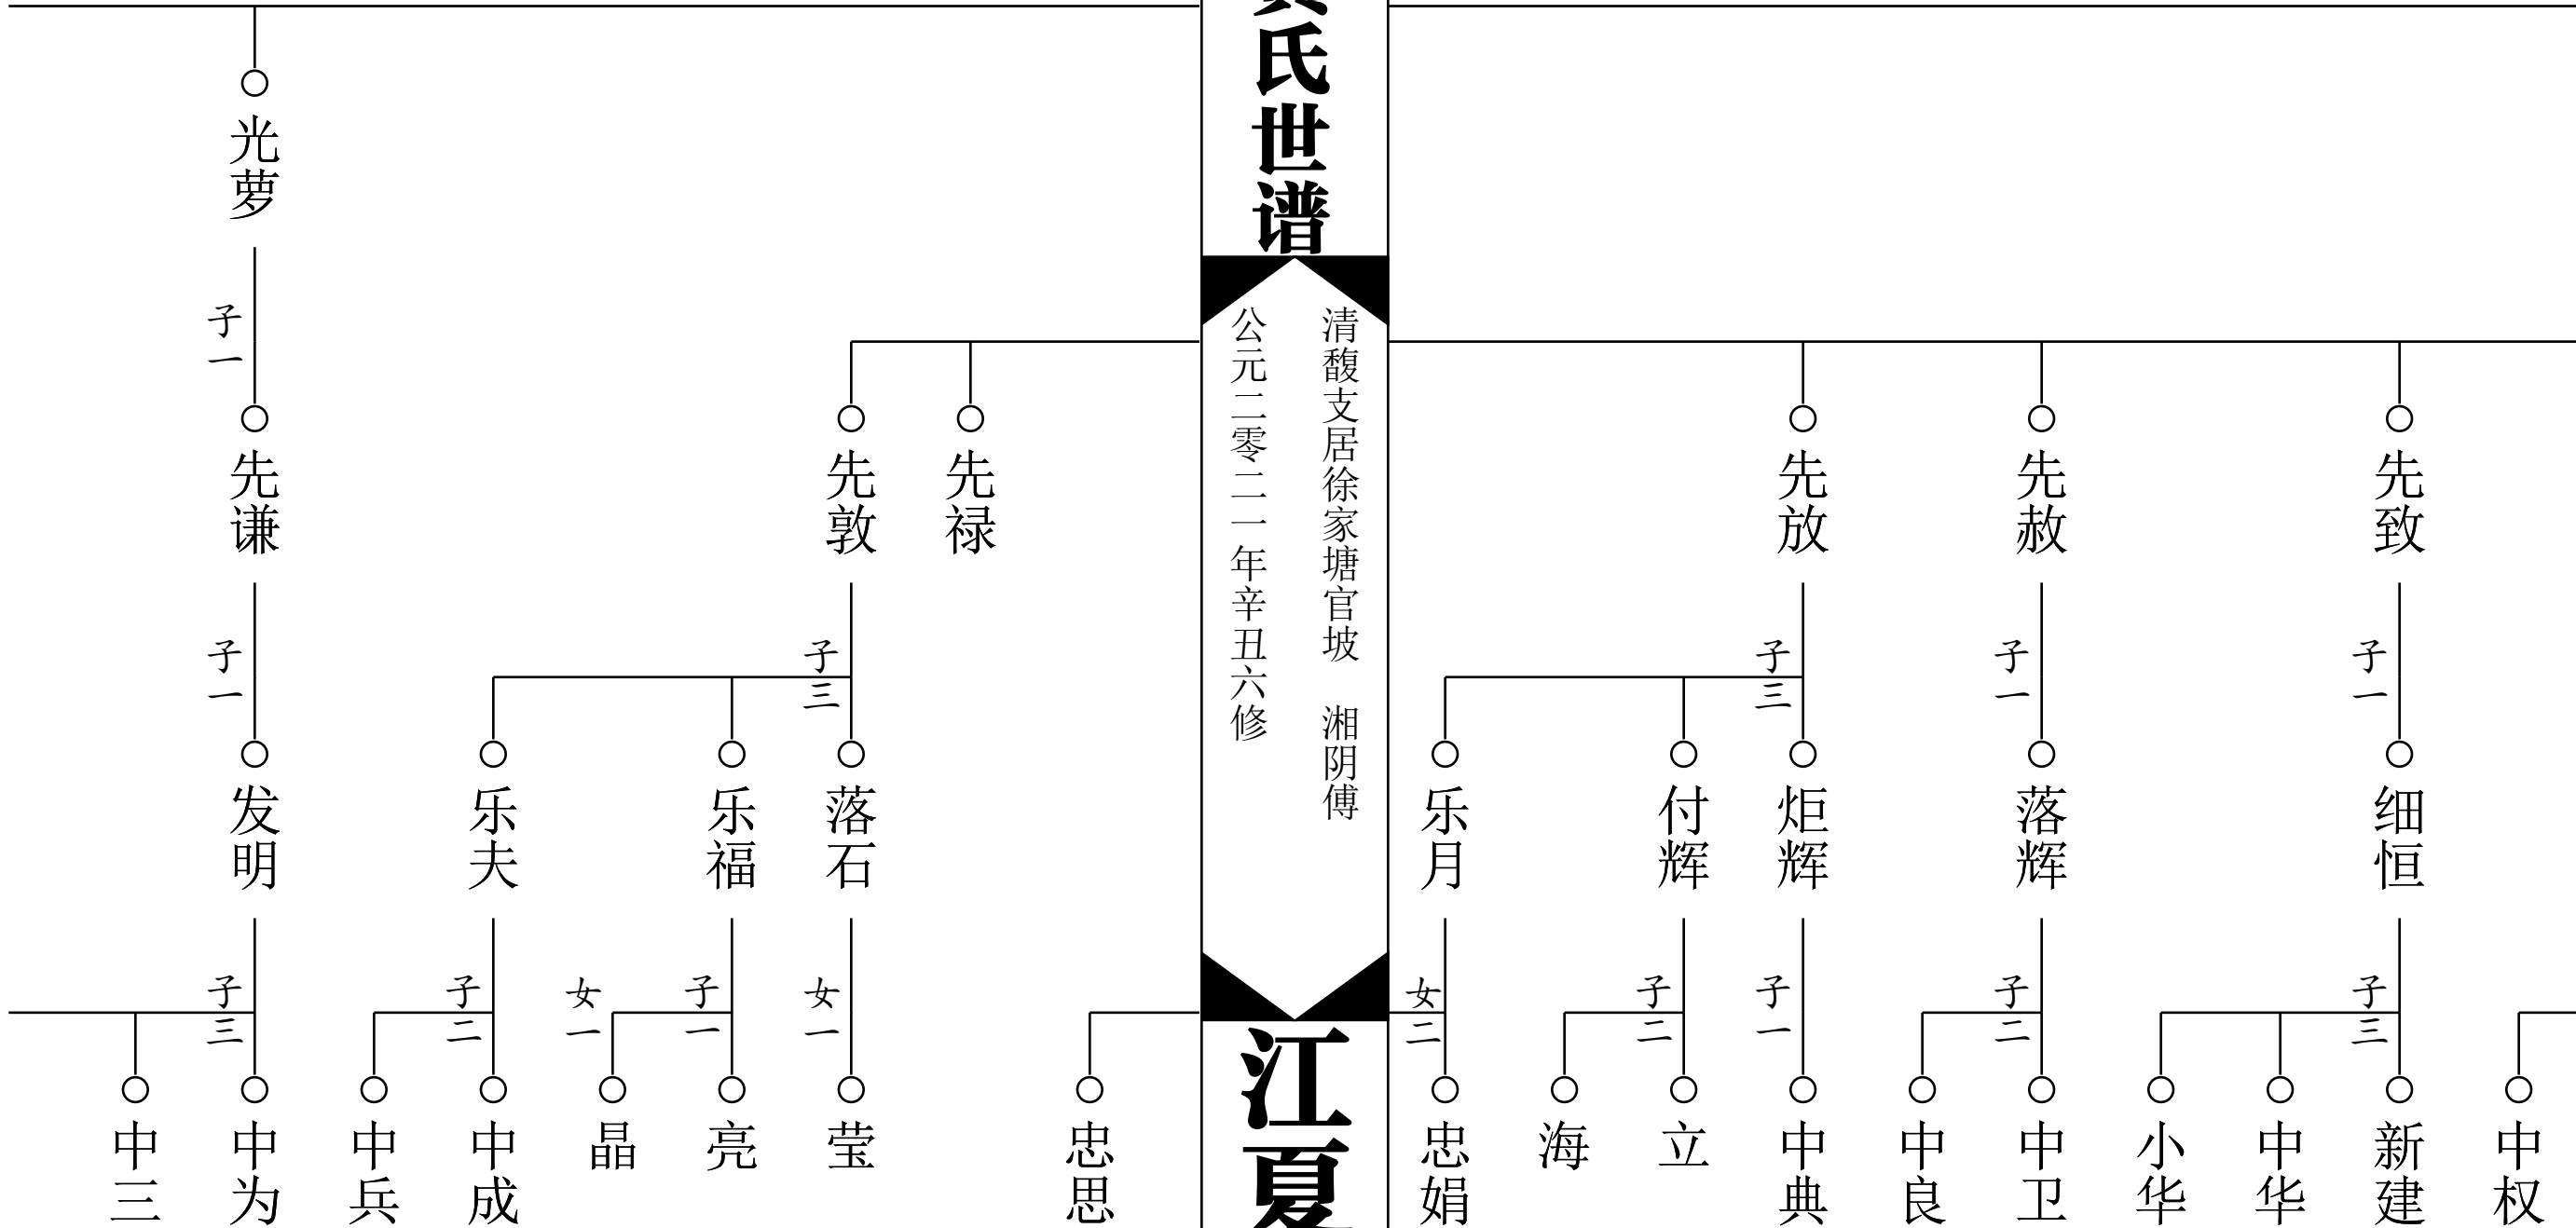 氏世谱
清馥支居徐家塘官坡 湘阴傅
公元二零二一年辛丑六修
江夏
光萝
子一
先致
先赦
先放
先禄
先敦
先谦
子一
子一
子三
子三
子一
细恒
落辉
炬辉
付辉
乐月
落石
乐福
乐夫
发明
子三
子二
子一
子二
女二
女一
子一
女一
子二
子三
中权
新建
中华
小华
中卫
中良
中典
立
海
忠娟
忠思
莹
亮
晶
中成
中兵
中为
中三